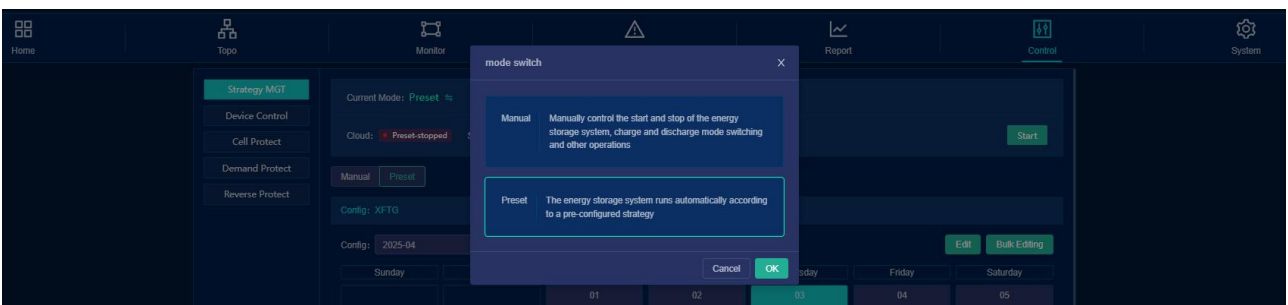 Home
Topo
Monitor
Report
Control
System
mode switch
X
Strategy MGT
Device Control
Cell Protect
Demand Protect
Reverse Protect
Current Mode: Preset
Cloud: Preset-stopped
Start
Manual Manually control the start and stop of the energy
storage system, charge and discharge mode switching
and other operations
Manual Preset
Preset The energy storage system runs automatically according
to a pre-configured strategy
Config: XFTG
Config: 2025-04
Edit Bulk Editing
Cancel OK
Sunday sday Friday Saturday
01 02 03 04 05